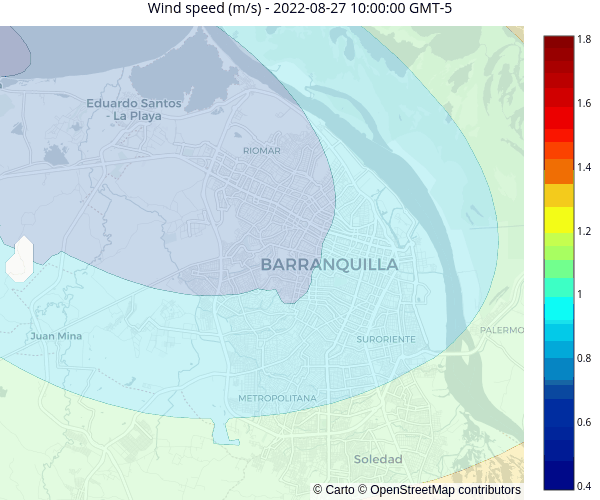 Wind speed (m/s) - 2022-08-27 10:00:00 GMT-5
1.8
Eduardo Santos
- La Playa
1.6
RIOMAR
1.4
1.2
BARRANQUILLA
1
PALERMO
Juan Mina
SURORIENTE
0.8
METROPOLITANA
0.6
Soledad
0.4
© Carto © OpenStreetMap contributors